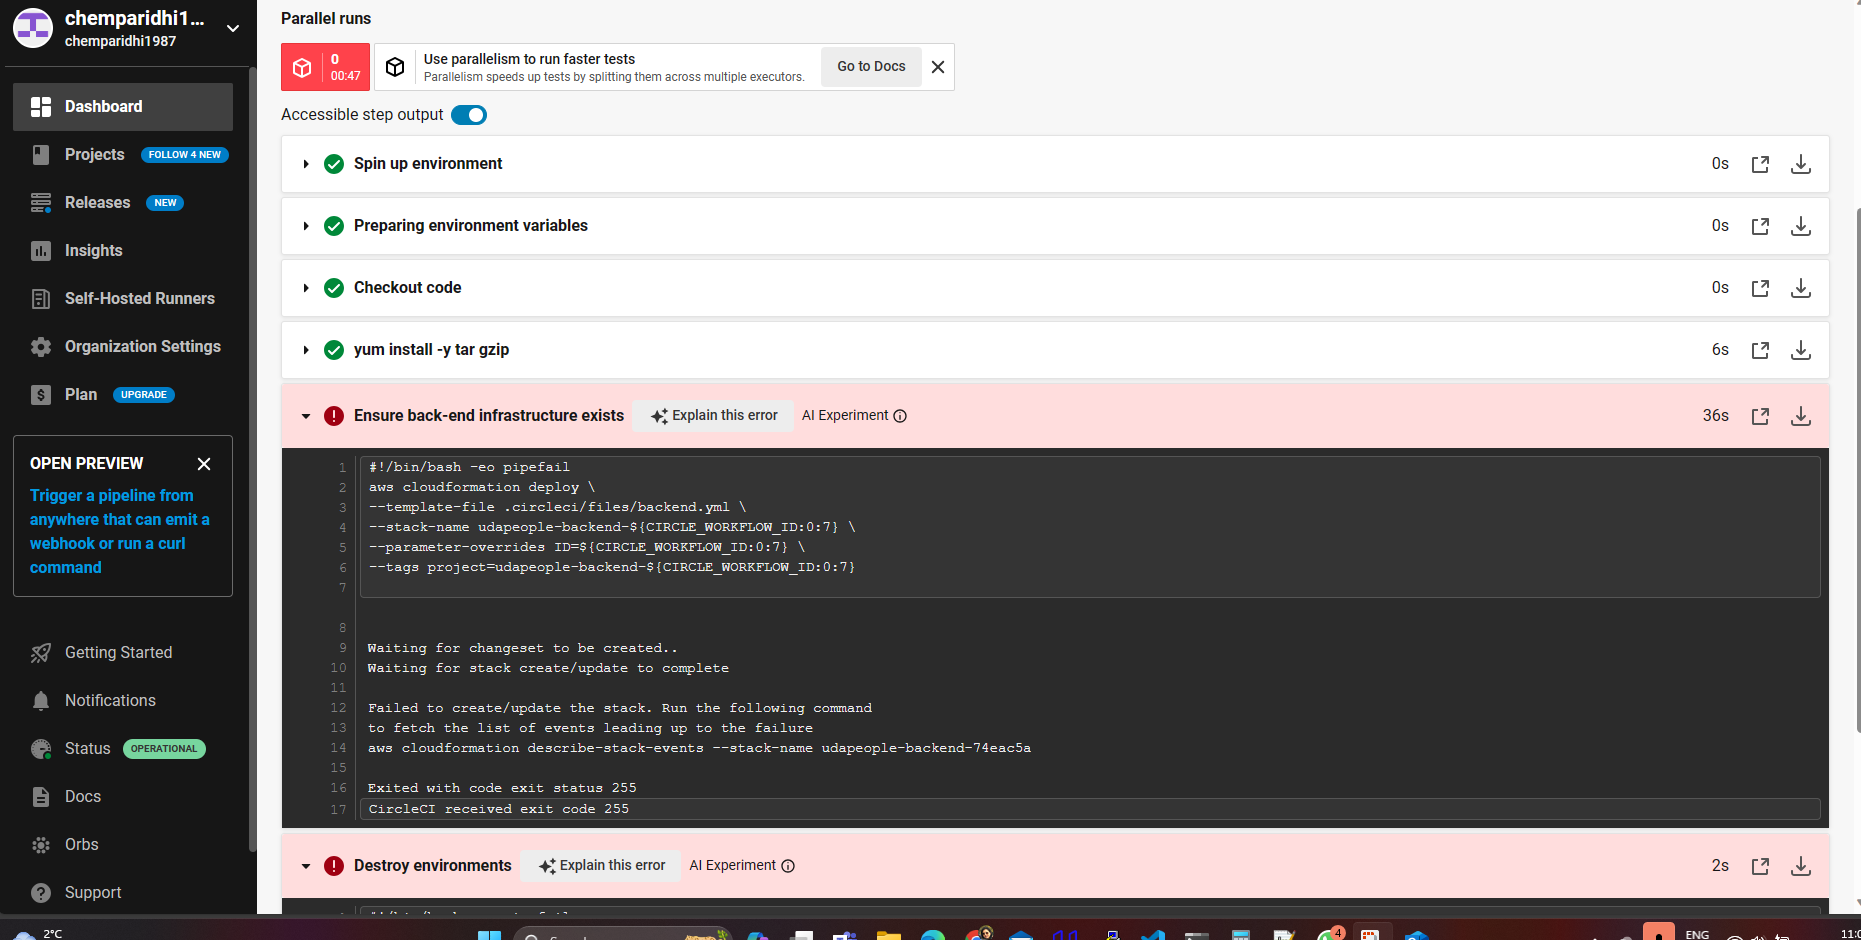 chemparidhi1...
chemparidhi1987
Dashboard
Projects FOLLOW 4 NEW
Releases NEW
Insights
Self-Hosted Runners
Organization Settings
Plan UPGRADE
OPEN PREVIEW
Trigger a pipeline from
anywhere that can emit a
webhook or run a curl
command
Getting Started
Notifications
Status OPERATIONAL
Docs
Orbs
Support
Parallel runs
0
00:47
Use parallelism to run faster tests
Parallelism speeds up tests by splitting them across multiple executors.
Go to Docs
Accessible step output
Spin up environment 0s
Preparing environment variables 0s
Checkout code 0s
yum install -y tar gzip 6s
Ensure back-end infrastructure exists Explain this error AI Experiment 36s
1 #!/bin/bash -eo pipefail
2 aws cloudformation deploy \
3 --template-file .circleci/files/backend.yml \
4 --stack-name udapeople-backend-${CIRCLE_WORKFLOW_ID:0:7} \
5 --parameter-overrides ID=${CIRCLE_WORKFLOW_ID:0:7} \
6 --tags project=udapeople-backend-${CIRCLE_WORKFLOW_ID:0:7}
7
8
9 Waiting for changeset to be created..
10 Waiting for stack create/update to complete
11
12 Failed to create/update the stack. Run the following command
13 to fetch the list of events leading up to the failure
14 aws cloudformation describe-stack-events --stack-name udapeople-backend-74eac5a
15
16 Exited with code exit status 255
17 CircleCI received exit code 255
Destroy environments Explain this error AI Experiment 2s
2°C
4
ENG